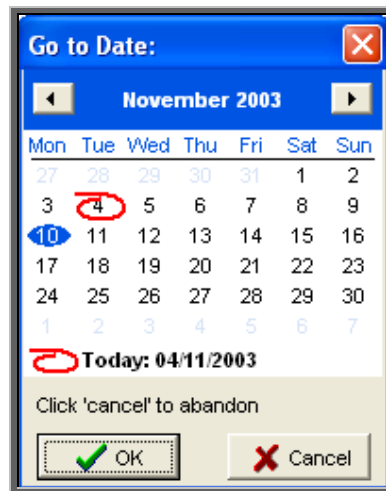 Go to Date:
November 2003
Mon Tue Wed Thu Fri Sat Sun
27 28 29 30 31 1 2
3 4 5 6 7 8 9
10 11 12 13 14 15 16
17 18 19 20 21 22 23
24 25 26 27 28 29 30
1 2 3 4 5 6 7
Today: 04/11/2003
Click 'cancel' to abandon
OK Cancel